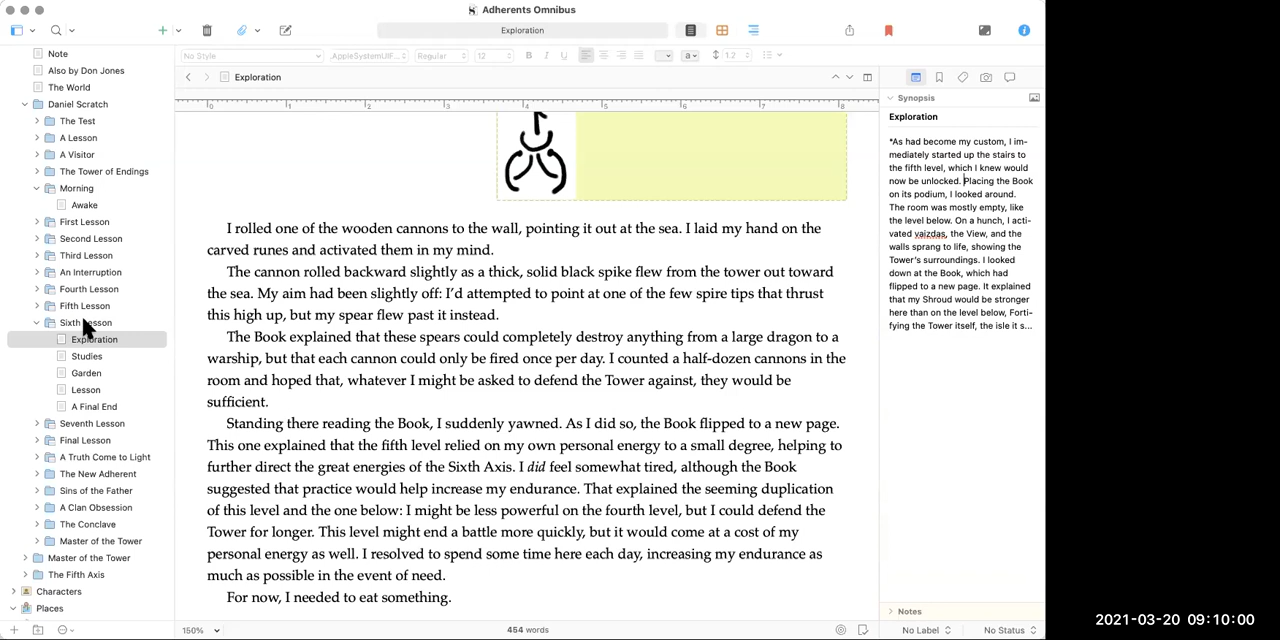 Adherents Omnibus
Exploration
No Style
.AppleSystemUIF...
Regular
12
B I U
a
1.2
Exploration
0 1 2 3 4 5 6 7 8
Note
Also by Don Jones
The World
Daniel Scratch
The Test
A Lesson
A Visitor
The Tower of Endings
Morning
Awake
First Lesson
Second Lesson
Third Lesson
An Interruption
Fourth Lesson
Fifth Lesson
Sixth Lesson
Exploration
Studies
Garden
Lesson
A Final End
Seventh Lesson
Final Lesson
A Truth Come to Light
The New Adherent
Sins of the Father
A Clan Obsession
The Conclave
Master of the Tower
Master of the Tower
The Fifth Axis
Characters
Places
I rolled one of the wooden cannons to the wall, pointing it out at the sea. I laid my hand on the
carved runes and activated them in my mind.
The cannon rolled backward slightly as a thick, solid black spike flew from the tower out toward
the sea. My aim had been slightly off: I’d attempted to point at one of the few spire tips that thrust
this high up, but my spear flew past it instead.
The Book explained that these spears could completely destroy anything from a large dragon to a
warship, but that each cannon could only be fired once per day. I counted a half-dozen cannons in the
room and hoped that, whatever I might be asked to defend the Tower against, they would be
sufficient.
Standing there reading the Book, I suddenly yawned. As I did so, the Book flipped to a new page.
This one explained that the fifth level relied on my own personal energy to a small degree, helping to
further direct the great energies of the Sixth Axis. I did feel somewhat tired, although the Book
suggested that practice would help increase my endurance. That explained the seeming duplication
of this level and the one below: I might be less powerful on the fourth level, but I could defend the
Tower for longer. This level might end a battle more quickly, but it would come at a cost of my
personal energy as well. I resolved to spend some time here each day, increasing my endurance as
much as possible in the event of need.
For now, I needed to eat something.
150%
454 words
Synopsis
Exploration
*As had become my custom, I im-
mediately started up the stairs to
the fifth level, which I knew would
now be unlocked. Placing the Book
on its podium, I looked around.
The room was mostly empty, like
the level below. On a hunch, I acti-
vated vaizdas, the View, and the
walls sprang to life, showing the
Tower’s surroundings. I looked
down at the Book, which had
flipped to a new page. It explained
that my Shroud would be stronger
here than on the level below, Forti-
fying the Tower itself, the isle it s...
Notes
No Label
No Status
2021-03-20 09:10:00